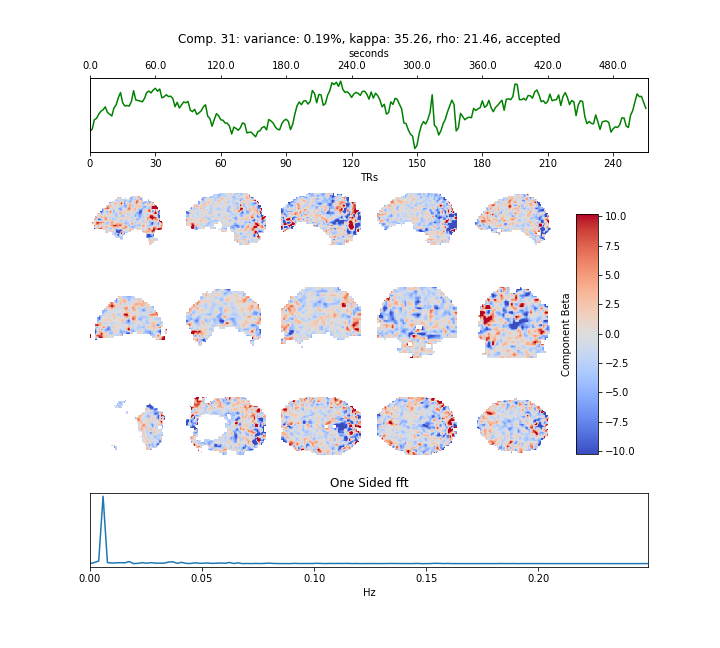 Comp. 31: variance: 0.19%, kappa: 35.26, rho: 21.46, accepted
seconds
0.0 60.0 120.0 180.0 240.0 300.0 360.0 420.0 480.0
0 30 60 90 120 150 180 210 240
TRs
10.0
7.5
5.0
2.5
0.0
−2.5
−5.0
−7.5
−10.0
Component Beta
One Sided fft
0.00 0.05 0.10 0.15 0.20
Hz